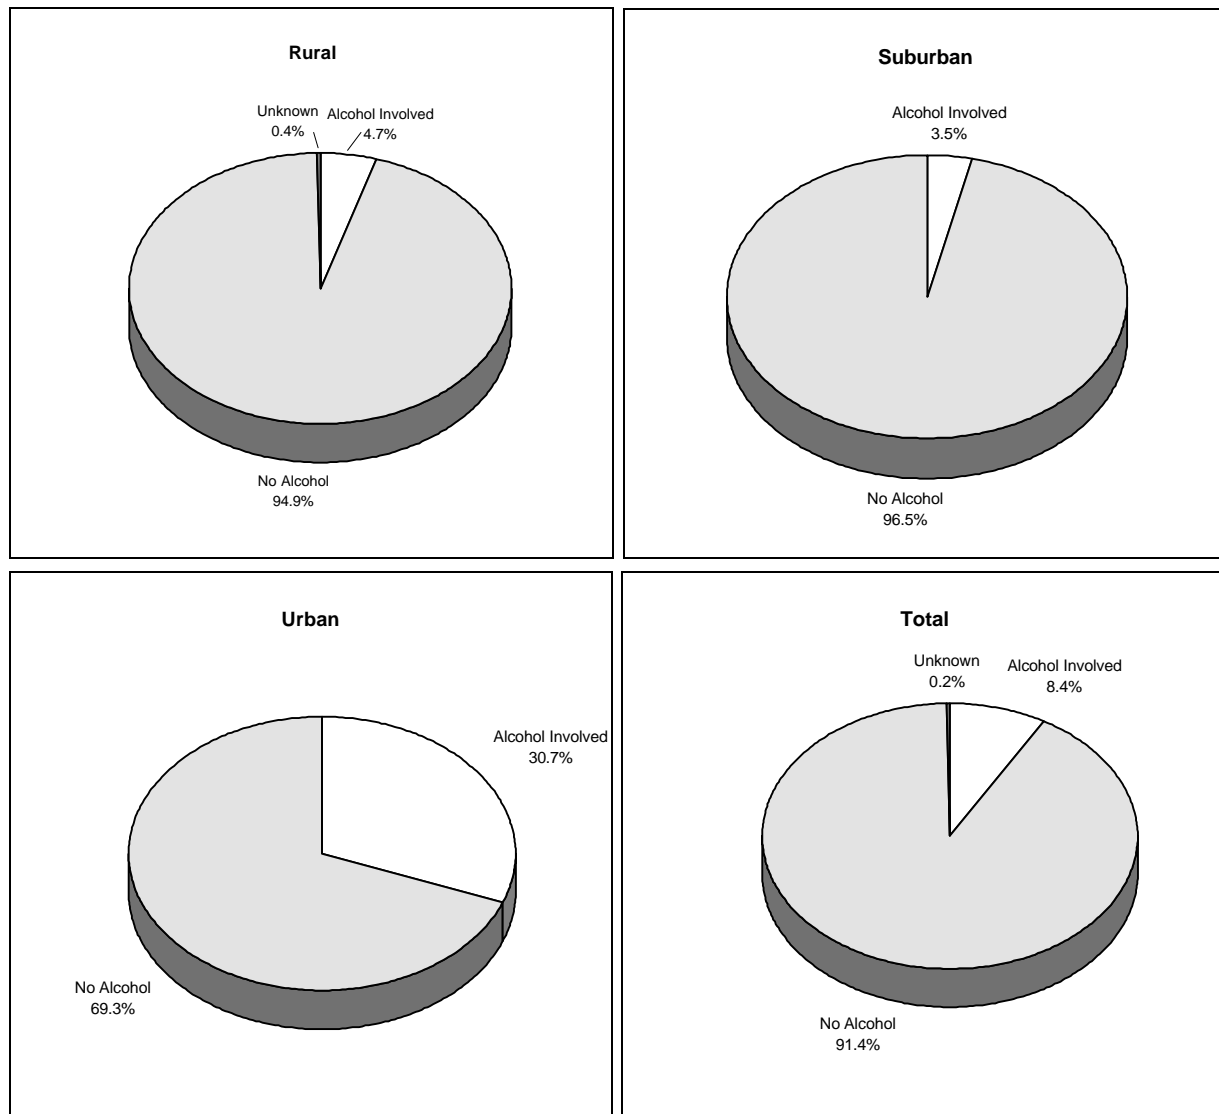 Rural
Unknown
0.4%
Alcohol Involved
4.7%
No Alcohol
94.9%
Suburban
Alcohol Involved
3.5%
No Alcohol
96.5%
Urban
Alcohol Involved
30.7%
No Alcohol
69.3%
Total
Unknown
0.2%
Alcohol Involved
8.4%
No Alcohol
91.4%